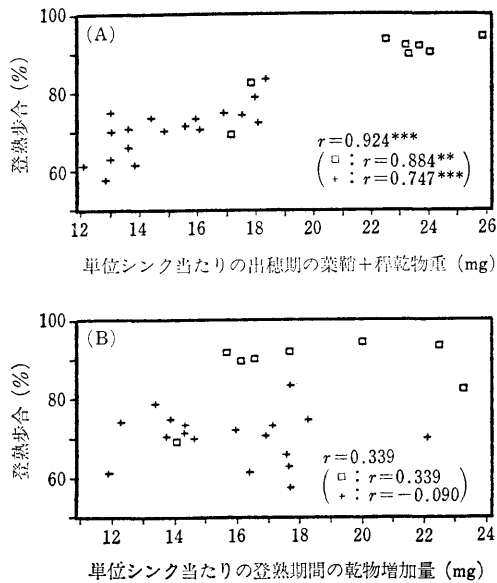 (A)
100
80
60
登熟歩合 (%)
r=0.924***
( □ : r=0.884** )
( + : r=0.747*** )
12 14 16 18 20 22 24 26
単位シンク当たりの出穂期の葉鞘+稈乾物重 (mg)
(B)
100
80
60
登熟歩合 (%)
r=0.339
( □ : r=0.339 )
( + : r=-0.090 )
12 14 16 18 20 22 24
単位シンク当たりの登熟期間の乾物増加量 (mg)